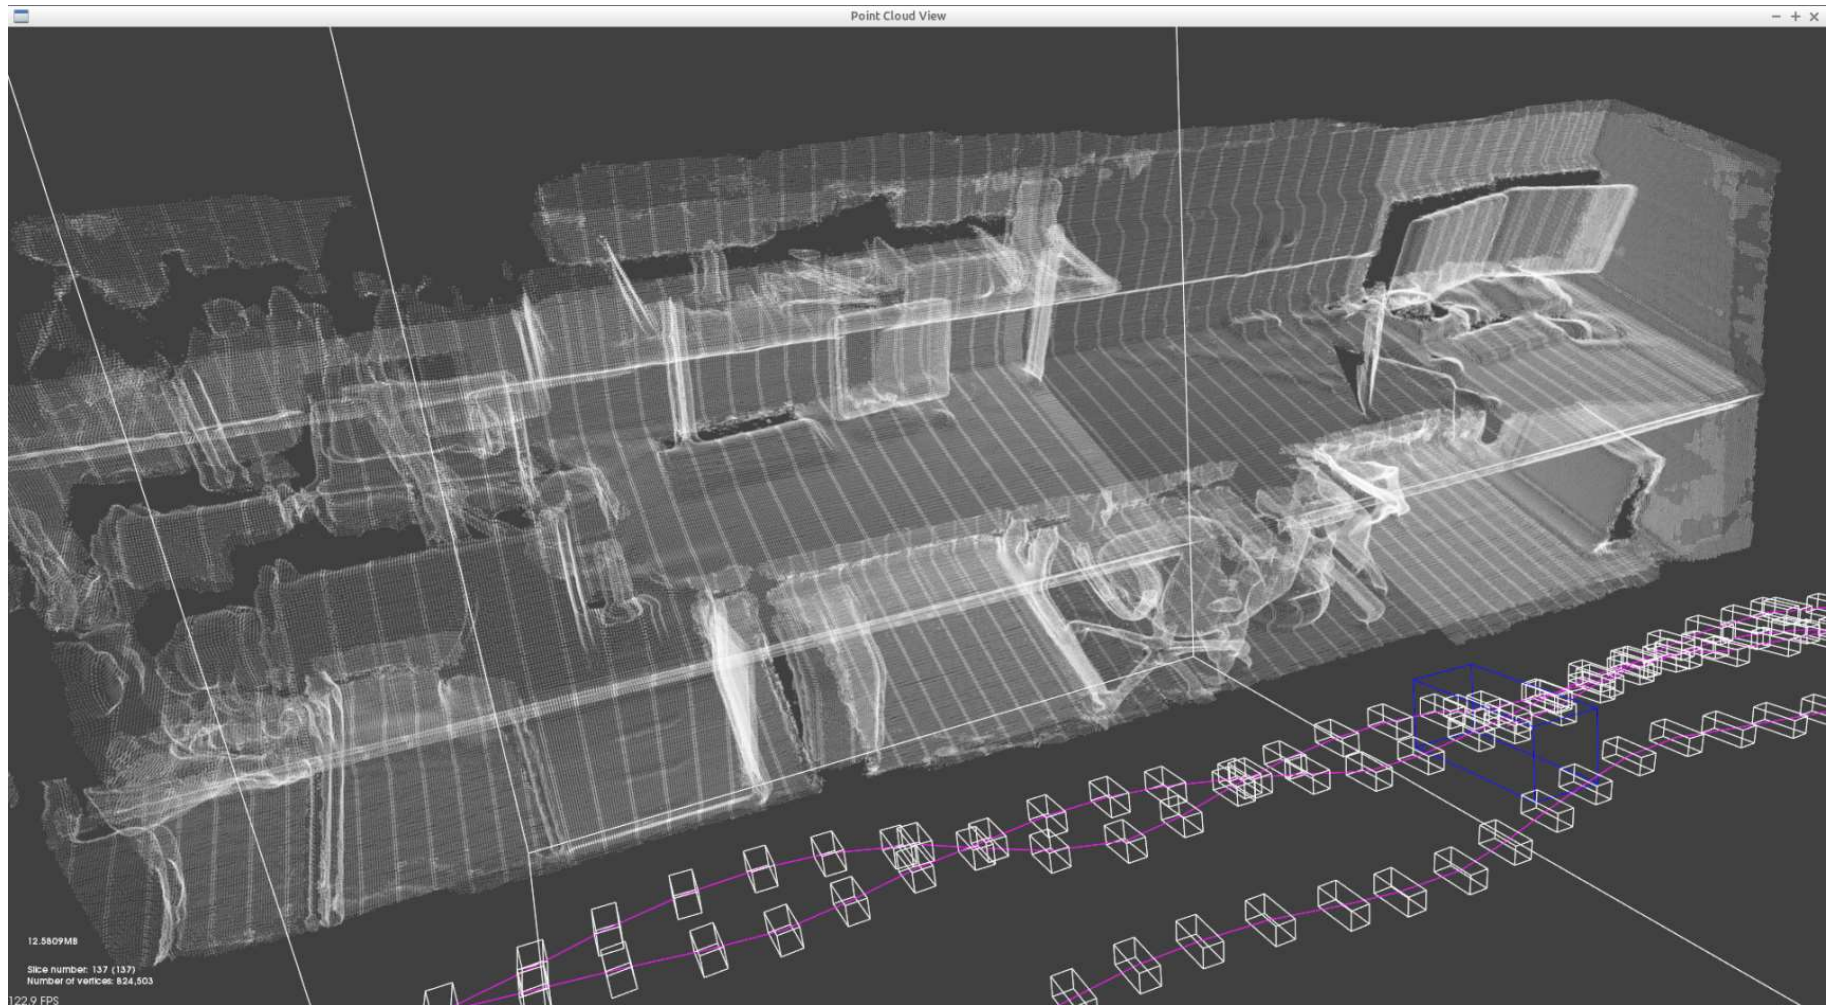 Point Cloud View
12.5809MB
Slice number: 137 (137)
Number of vertices: 824,503
122.9 FPS